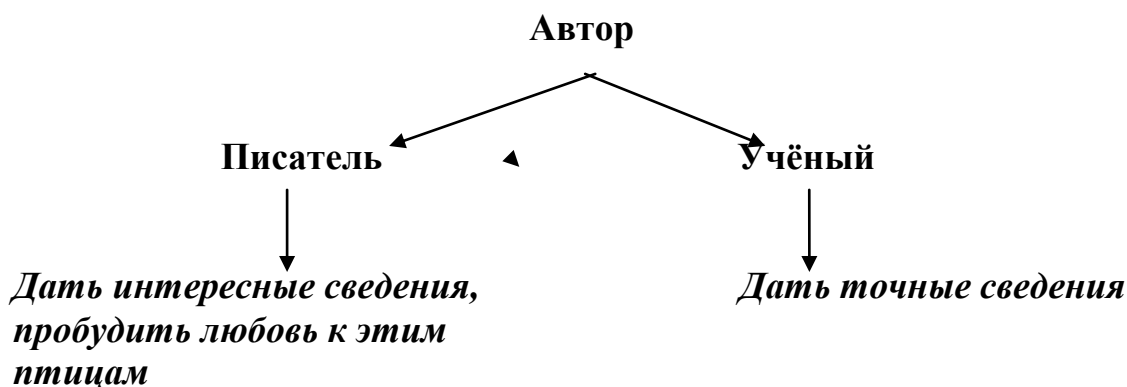 Автор
Писатель
Учёный
Дать интересные сведения,
пробудить любовь к этим
птицам
Дать точные сведения